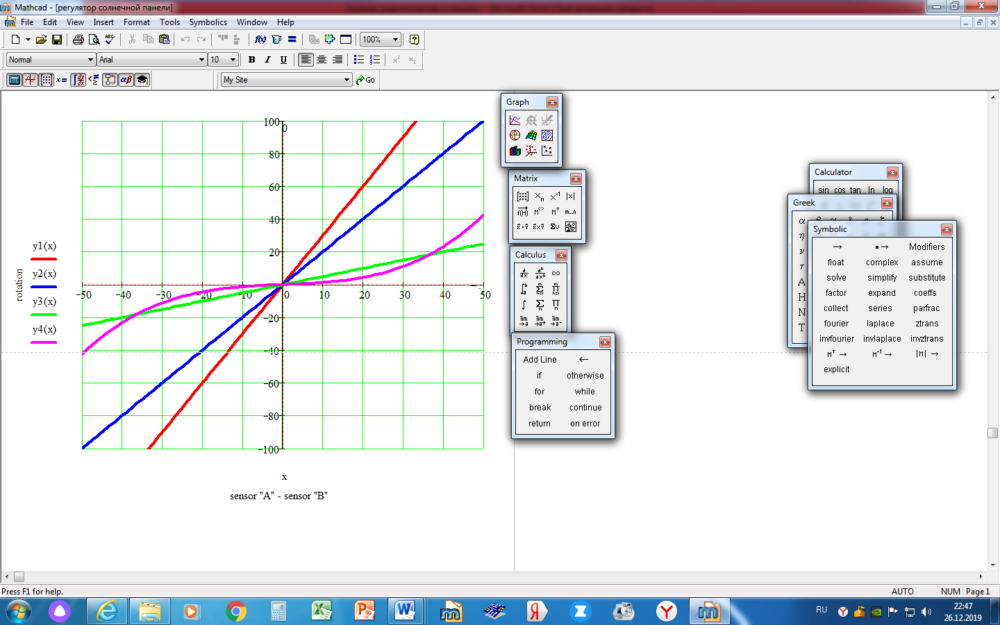 Mathcad - [регулятор солнечной панели]
File Edit View Insert Format Tools Symbolics Window Help
100%
Normal Arial 10 B I U
x= αβ My Site Go
Graph
Matrix
Calculus
Programming
Add Line ←
if otherwise
for while
break continue
return on error
Calculator
sin cos tan ln log
Greek
Symbolic
→ ▪ → Modifiers
float complex assume
solve simplify substitute
factor expand coeffs
collect series parfrac
fourier laplace ztrans
invfourier invlaplace invztrans
Mᵀ → M⁻¹ → |M| →
explicit
100
80
60
40
20
−20
−40
−60
−80
−100
0
−50 −40 −30 −20 −10 0 10 20 30 40 50
rotation
y1(x)
y2(x)
y3(x)
y4(x)
x
sensor "A" - sensor "B"
Press F1 for help. AUTO NUM Page 1
RU 22:47
26.12.2019